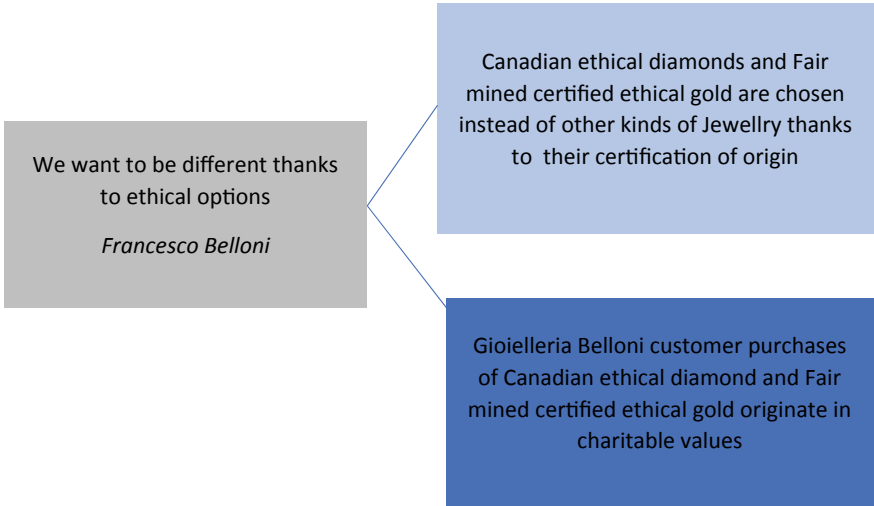 We want to be different thanks
to ethical options
Francesco Belloni
Canadian ethical diamonds and Fair
mined certified ethical gold are chosen
instead of other kinds of Jewellry thanks
to their certification of origin
Gioielleria Belloni customer purchases
of Canadian ethical diamond and Fair
mined certified ethical gold originate in
charitable values